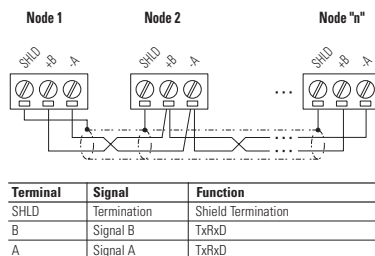 Node 1 Node 2 Node "n"
SHLD +B -A SHLD +B -A SHLD +B -A
Terminal Signal Function
SHLD Termination Shield Termination
B Signal B TxRxD
A Signal A TxRxD